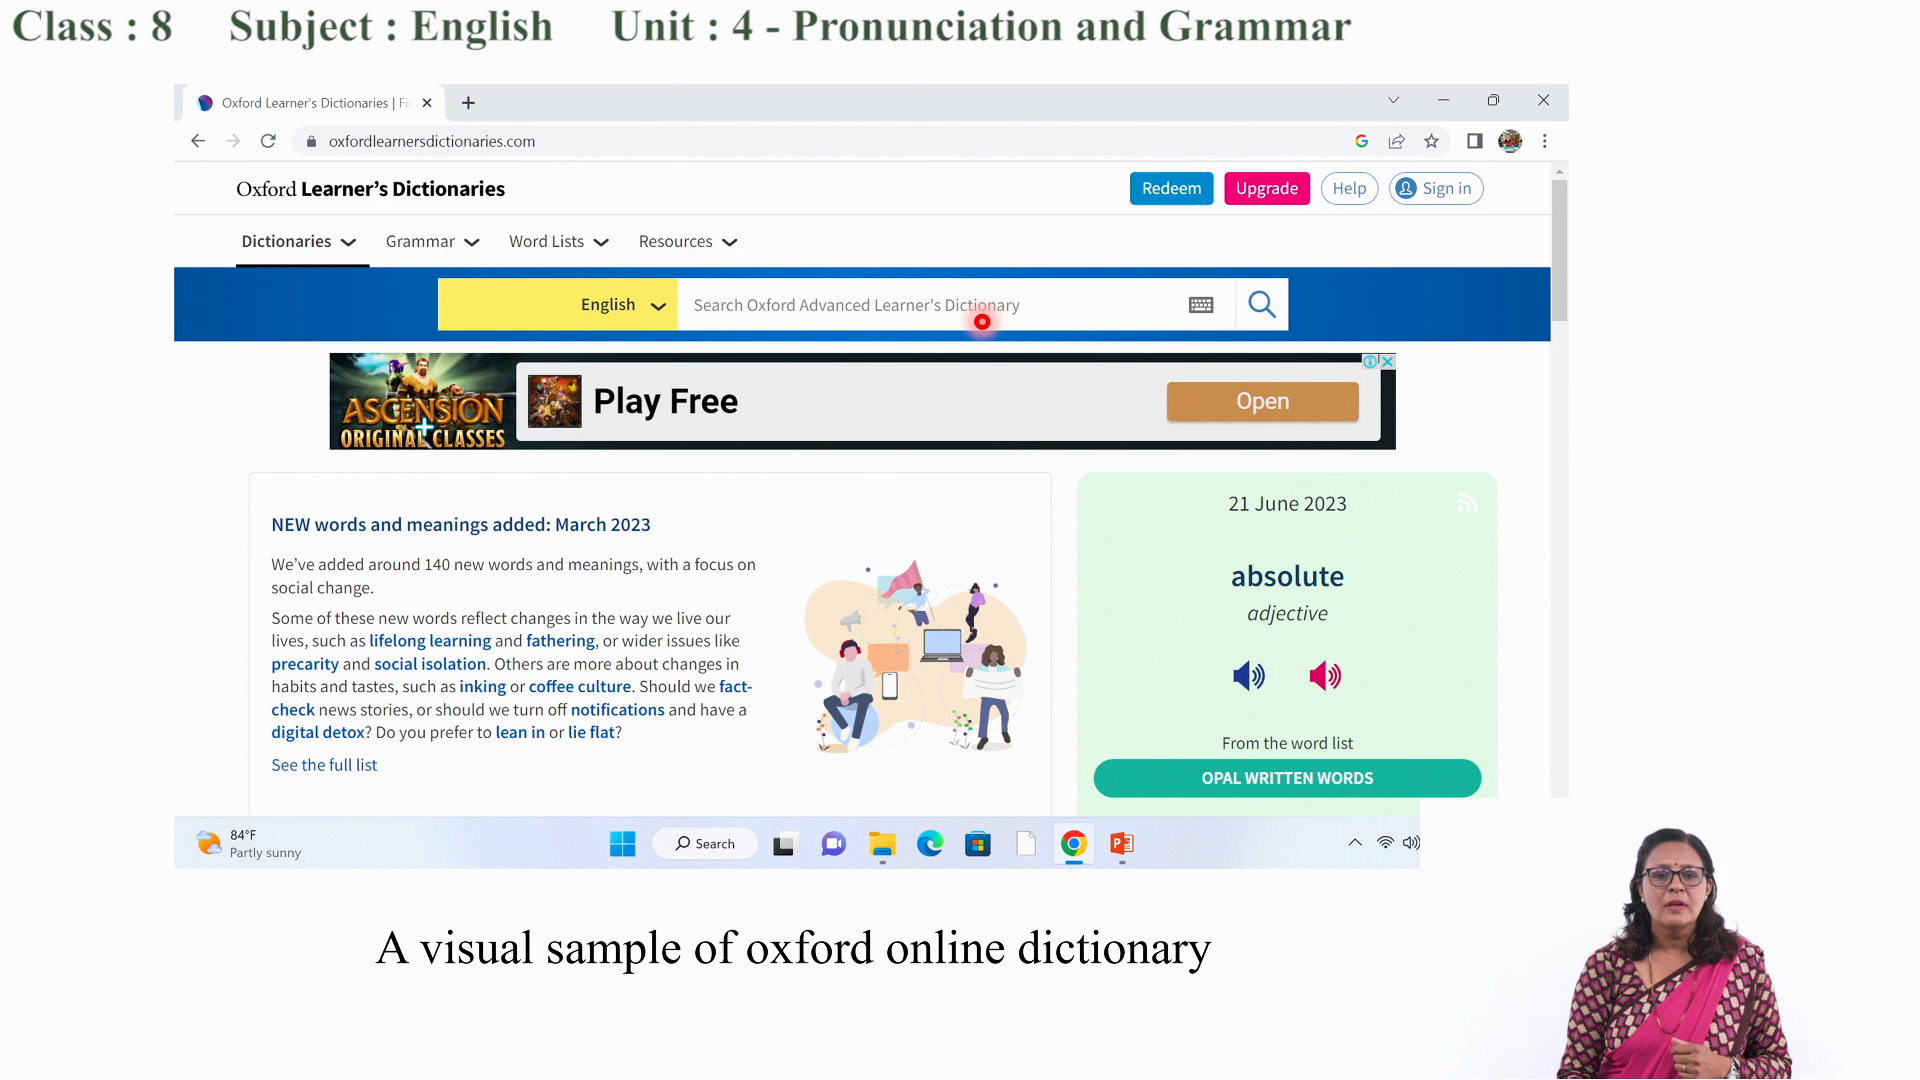 Class : 8 Subject : English Unit : 4 - Pronunciation and Grammar
Oxford Learner's Dictionaries | Fi
oxfordlearnersdictionaries.com
Oxford Learner's Dictionaries
Redeem Upgrade Help Sign in
Dictionaries Grammar Word Lists Resources
English Search Oxford Advanced Learner's Dictionary
ASCENSION
ORIGINAL CLASSES
Play Free
Open
NEW words and meanings added: March 2023
We've added around 140 new words and meanings, with a focus on
social change.
Some of these new words reflect changes in the way we live our
lives, such as lifelong learning and fathering, or wider issues like
precarity and social isolation. Others are more about changes in
habits and tastes, such as inking or coffee culture. Should we fact-
check news stories, or should we turn off notifications and have a
digital detox? Do you prefer to lean in or lie flat?
See the full list
21 June 2023
absolute
adjective
From the word list
OPAL WRITTEN WORDS
84°F
Partly sunny
Search
A visual sample of oxford online dictionary